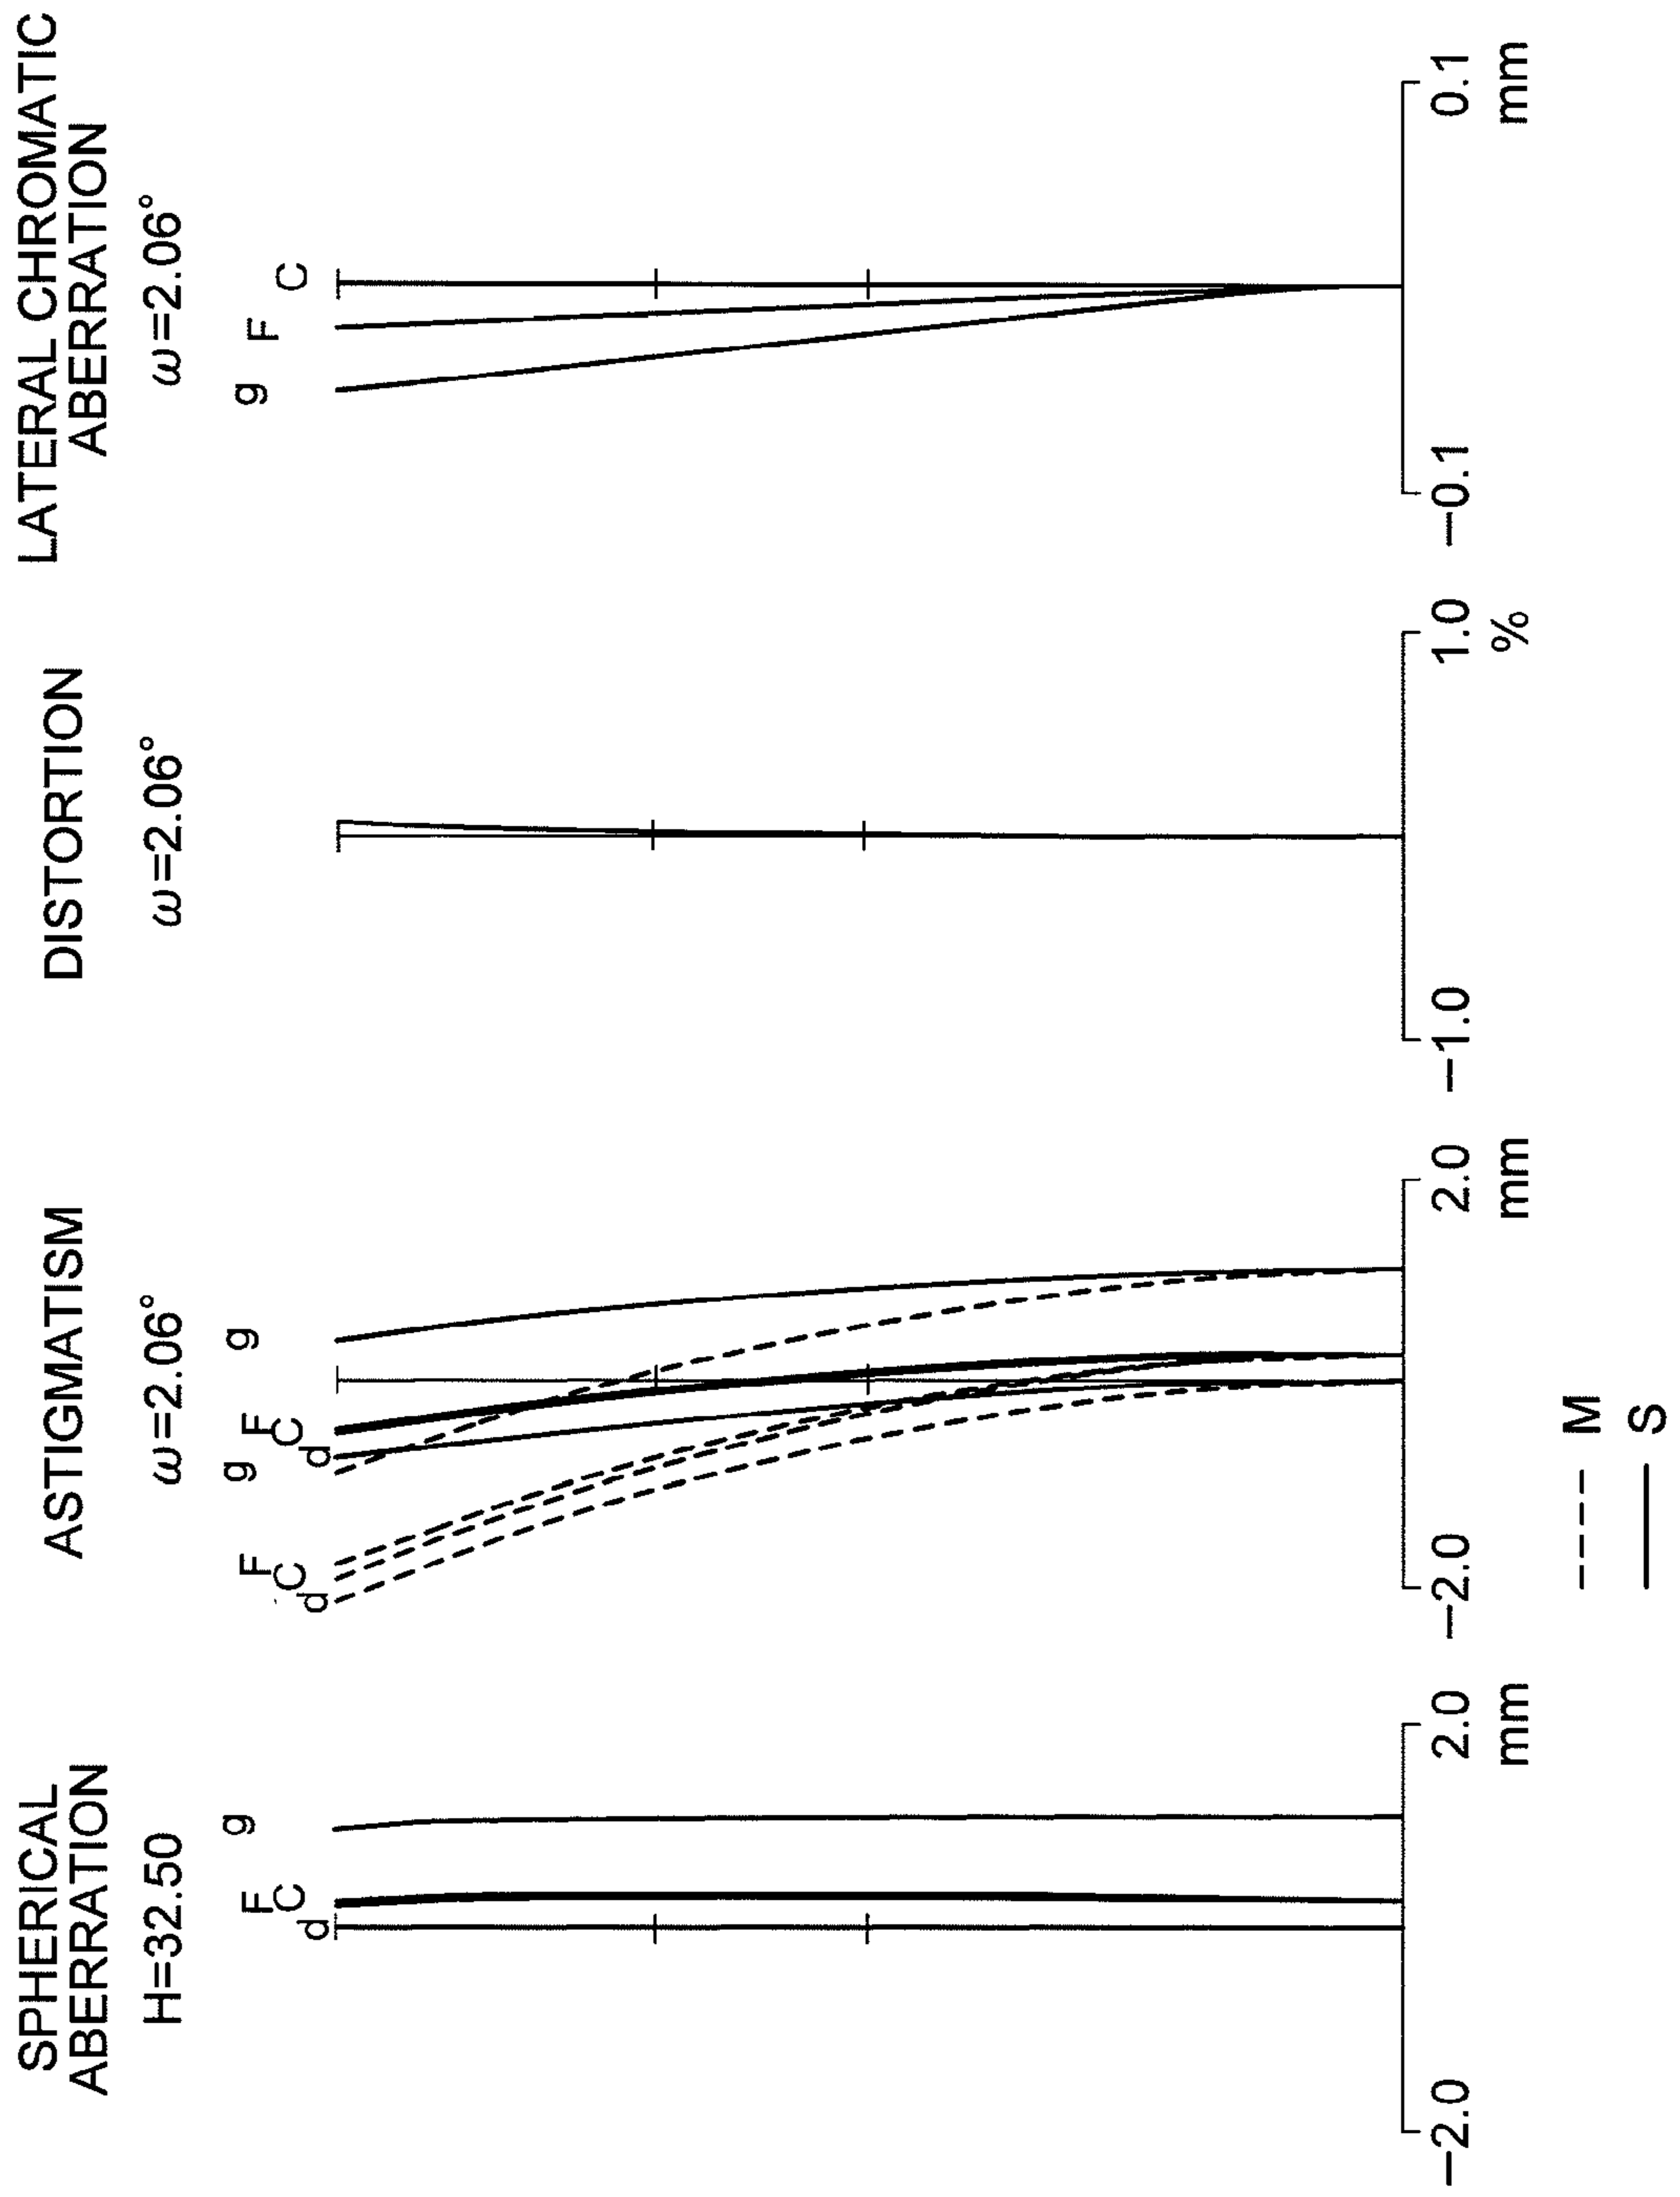 SPHERICAL
ABERRATION
H=32.50
d
F
C
g
-2.0
2.0
mm
ASTIGMATISM
ω=2.06°
d
C
F
g
d
C
F
g
-2.0
2.0
mm
M
S
DISTORTION
ω=2.06°
-1.0
1.0
%
LATERAL CHROMATIC
ABERRATION
ω=2.06°
g
F
C
-0.1
0.1
mm